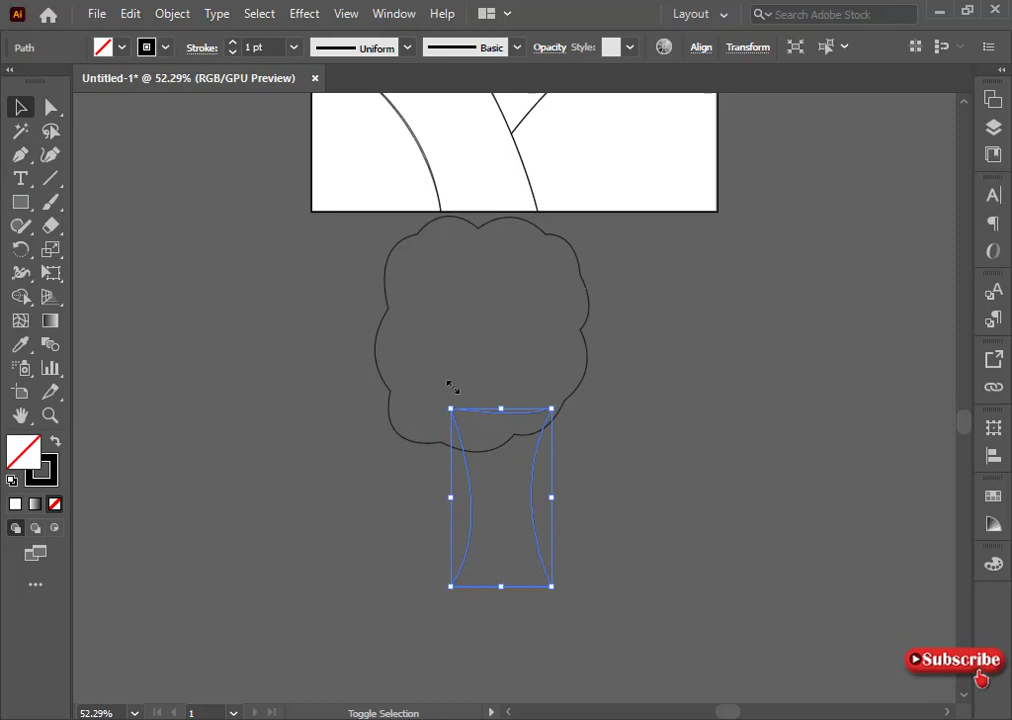 Ai File Edit Object Type Select Effect View Window Help Layout Search Adobe Stock
Path Stroke: 1 pt Uniform Basic Opacity Style: Align Transform
Untitled-1* @ 52.29% (RGB/GPU Preview) ×
Subscribe
52.29% 1 Toggle Selection